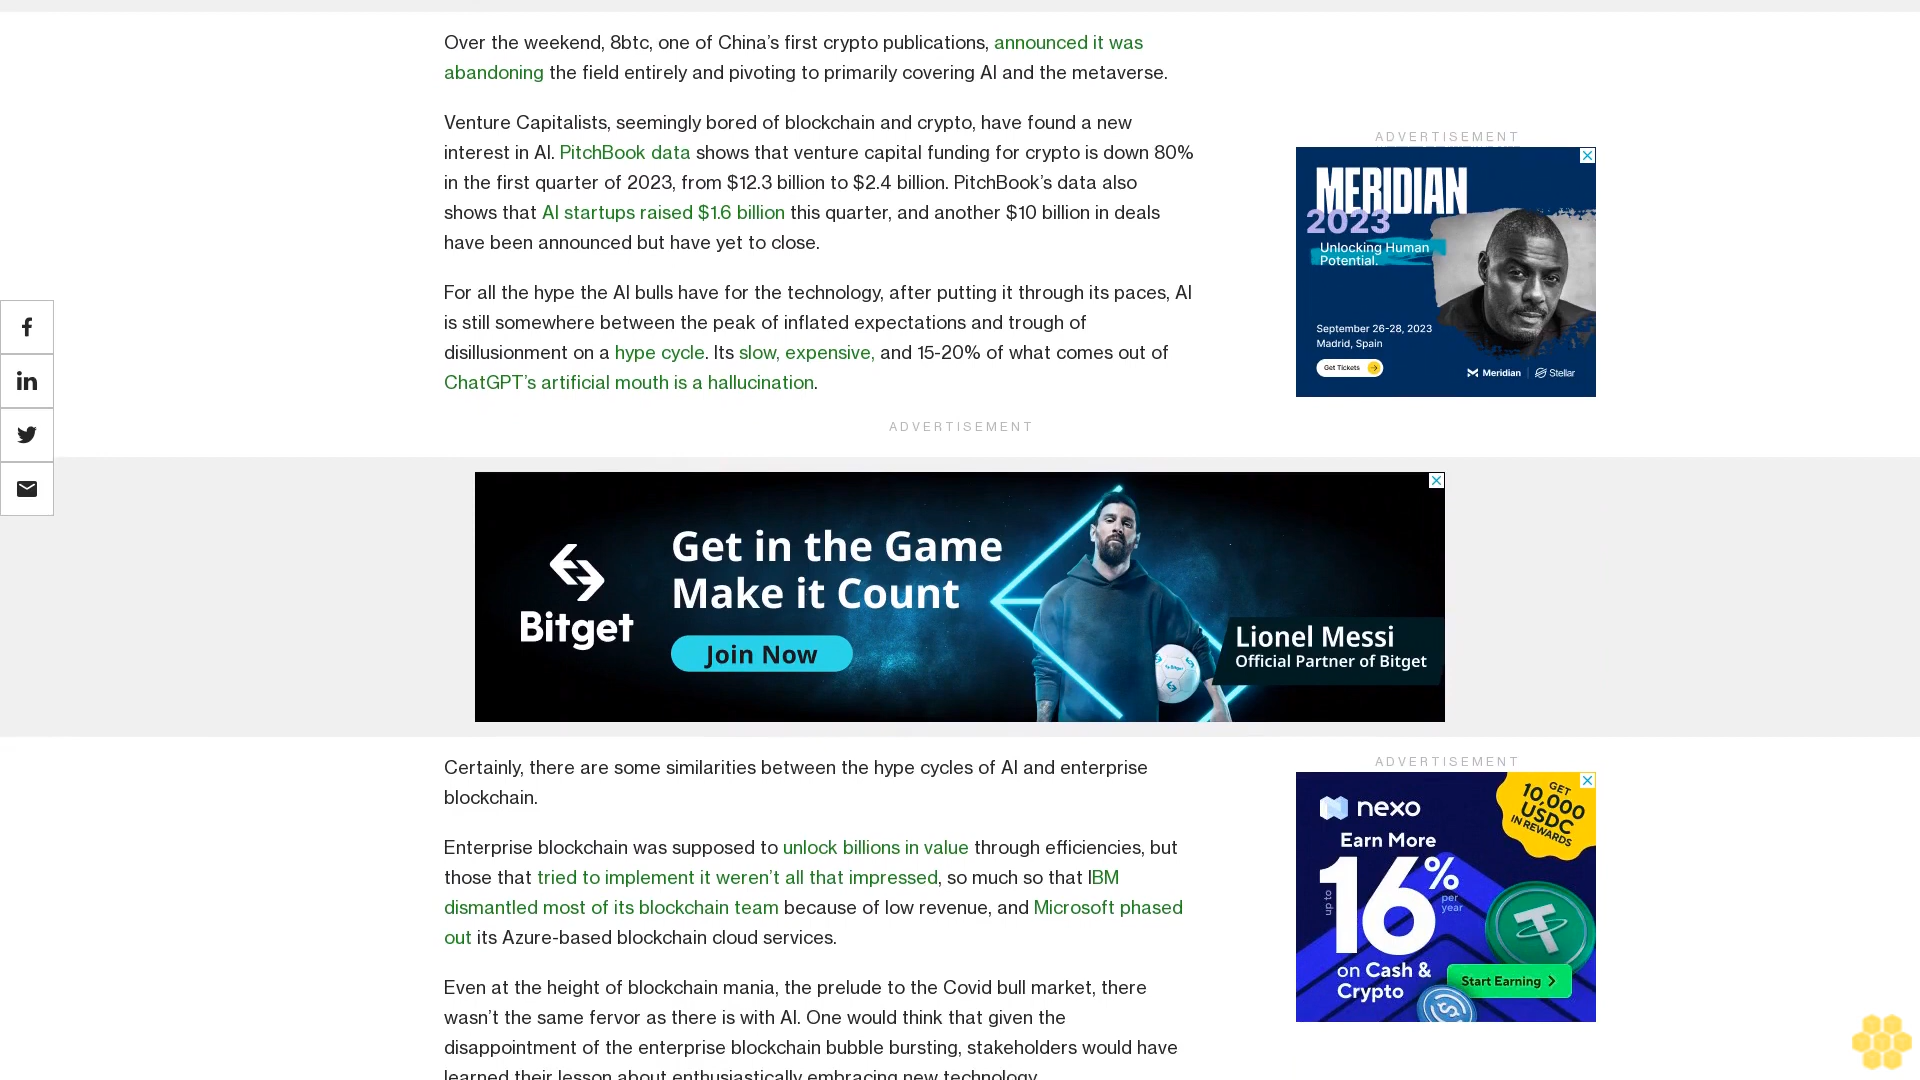 Over the weekend, 8btc, one of China’s first crypto publications, announced it was
abandoning the field entirely and pivoting to primarily covering AI and the metaverse.
Venture Capitalists, seemingly bored of blockchain and crypto, have found a new
interest in AI. PitchBook data shows that venture capital funding for crypto is down 80%
in the first quarter of 2023, from $12.3 billion to $2.4 billion. PitchBook’s data also
shows that AI startups raised $1.6 billion this quarter, and another $10 billion in deals
have been announced but have yet to close.
For all the hype the AI bulls have for the technology, after putting it through its paces, AI
is still somewhere between the peak of inflated expectations and trough of
disillusionment on a hype cycle. Its slow, expensive, and 15-20% of what comes out of
ChatGPT’s artificial mouth is a hallucination.
ADVERTISEMENT
MERIDIAN
2023
Unlocking Human
Potential.
September 26-28, 2023
Madrid, Spain
Get Tickets
Meridian
Stellar
ADVERTISEMENT
Bitget
Get in the Game
Make it Count
Join Now
Lionel Messi
Official Partner of Bitget
Certainly, there are some similarities between the hype cycles of AI and enterprise
blockchain.
Enterprise blockchain was supposed to unlock billions in value through efficiencies, but
those that tried to implement it weren’t all that impressed, so much so that IBM
dismantled most of its blockchain team because of low revenue, and Microsoft phased
out its Azure-based blockchain cloud services.
Even at the height of blockchain mania, the prelude to the Covid bull market, there
wasn’t the same fervor as there is with AI. One would think that given the
disappointment of the enterprise blockchain bubble bursting, stakeholders would have
learned their lesson about enthusiastically embracing new technology.
ADVERTISEMENT
nexo
GET
10,000
USDC
IN REWARDS
Earn More
up to
16%
per
year
on Cash &
Crypto
Start Earning